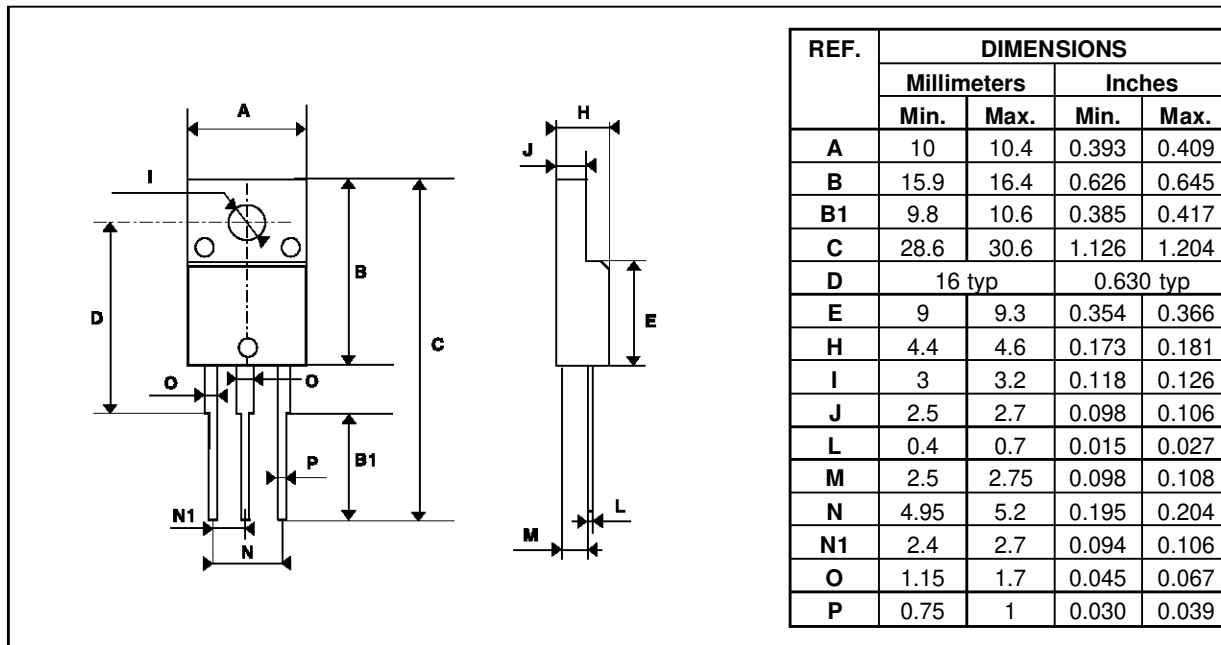 A
I
D
B
C
O
O
P
B1
N1
N
H
J
E
L
M
REF. DIMENSIONS
Millimeters Inches
Min. Max. Min. Max.
A 10 10.4 0.393 0.409
B 15.9 16.4 0.626 0.645
B1 9.8 10.6 0.385 0.417
C 28.6 30.6 1.126 1.204
D 16 typ 0.630 typ
E 9 9.3 0.354 0.366
H 4.4 4.6 0.173 0.181
I 3 3.2 0.118 0.126
J 2.5 2.7 0.098 0.106
L 0.4 0.7 0.015 0.027
M 2.5 2.75 0.098 0.108
N 4.95 5.2 0.195 0.204
N1 2.4 2.7 0.094 0.106
O 1.15 1.7 0.045 0.067
P 0.75 1 0.030 0.039